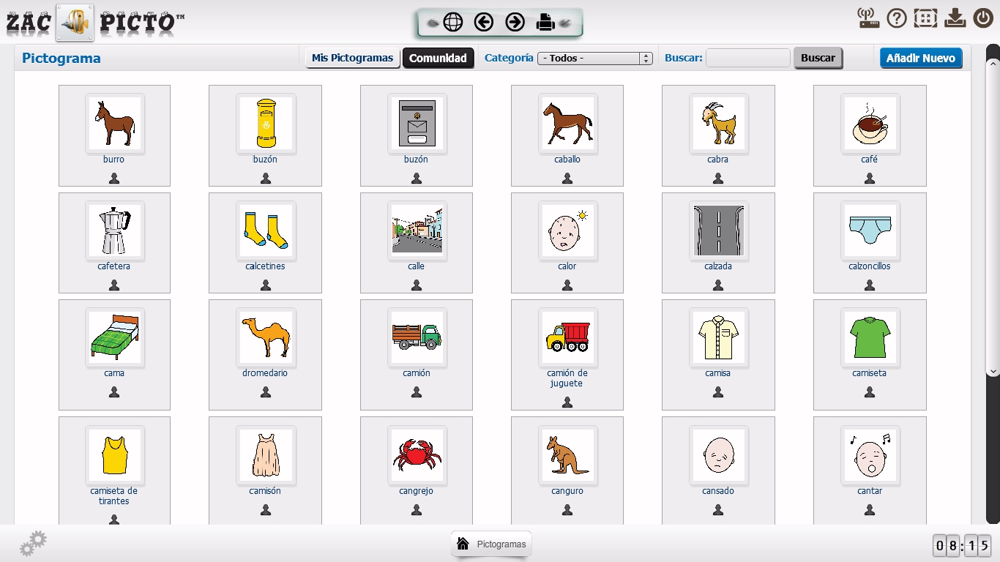 ZAC PICTO™
Pictograma
Mis Pictogramas
Comunidad
Categoría
- Todos -
Buscar:
Buscar
Añadir Nuevo
burro
buzón
buzón
caballo
cabra
café
cafetera
calcetines
calle
calor
calzada
calzoncillos
cama
dromedario
camión
camión de
juguete
camisa
camiseta
camiseta de
tirantes
camisón
cangrejo
canguro
cansado
cantar
Pictogramas
08:15